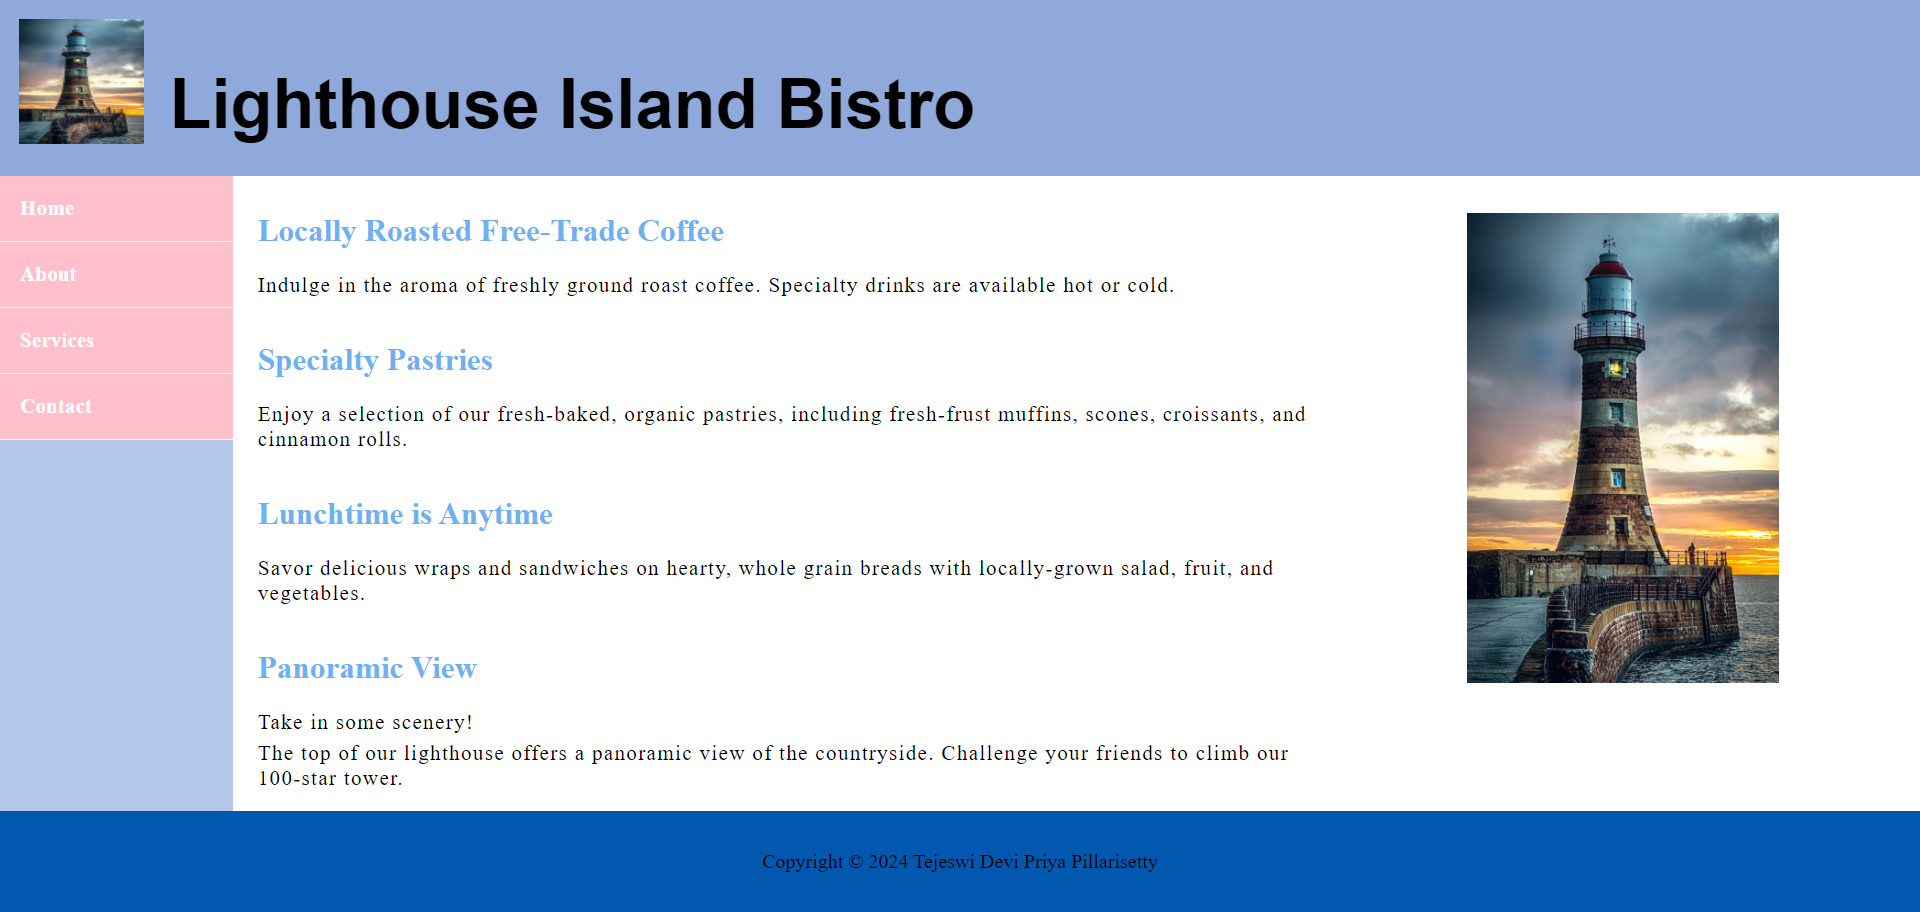 Lighthouse Island Bistro
Home
About
Services
Contact
Locally Roasted Free-Trade Coffee
Indulge in the aroma of freshly ground roast coffee. Specialty drinks are available hot or cold.
Specialty Pastries
Enjoy a selection of our fresh-baked, organic pastries, including fresh-frust muffins, scones, croissants, and
cinnamon rolls.
Lunchtime is Anytime
Savor delicious wraps and sandwiches on hearty, whole grain breads with locally-grown salad, fruit, and
vegetables.
Panoramic View
Take in some scenery!
The top of our lighthouse offers a panoramic view of the countryside. Challenge your friends to climb our
100-star tower.
Copyright © 2024 Tejeswi Devi Priya Pillarisetty